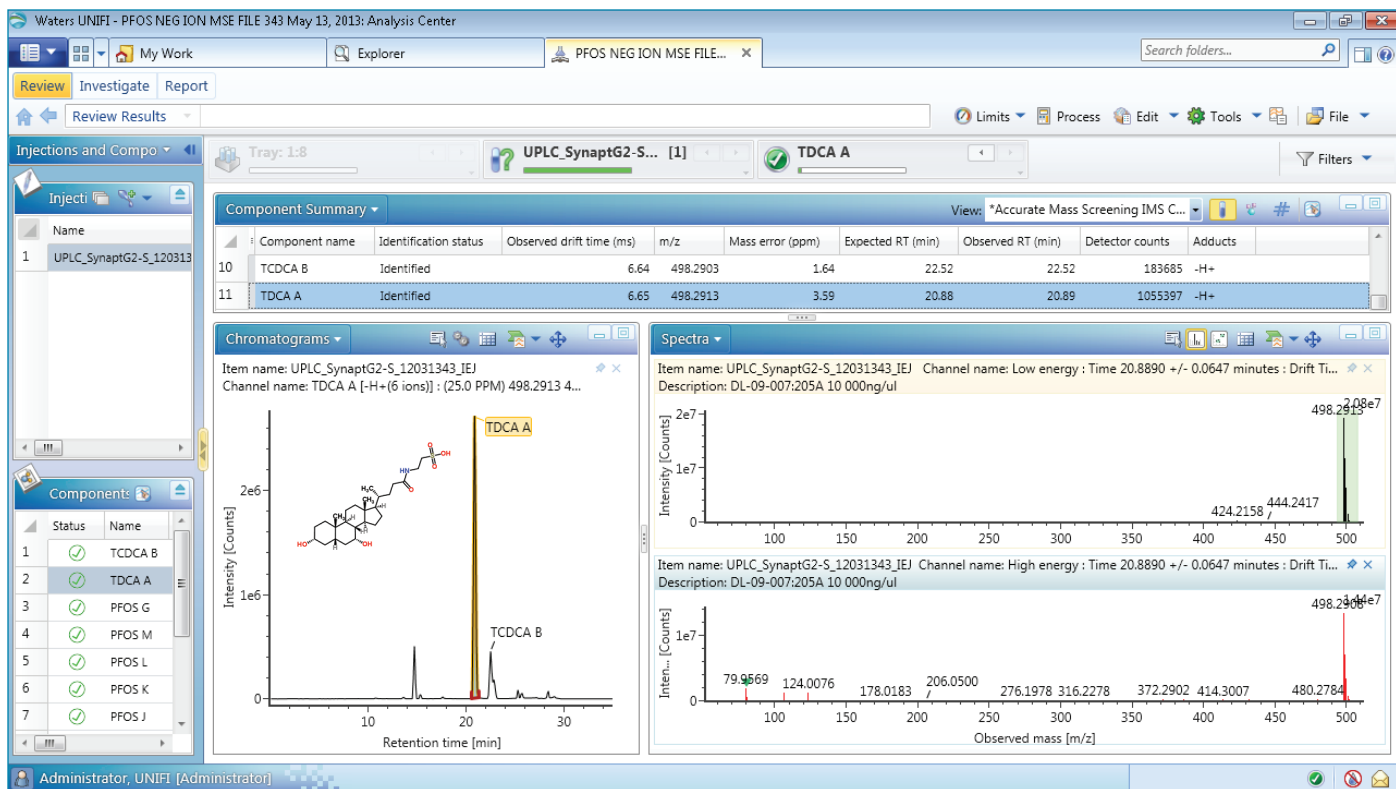 Waters UNIFI - PFOS NEG ION MSE FILE 343 May 13, 2013: Analysis Center
My Work
Explorer
PFOS NEG ION MSE FILE...
Search folders...
Review Investigate Report
Review Results
Limits Process Edit Tools File
Injections and Compo
Tray: 1:8
UPLC_SynaptG2-S... [1]
TDCA A
Filters
Injecti
Name
1 UPLC_SynaptG2-S_120313
Component Summary
View: *Accurate Mass Screening IMS C...
Component name Identification status Observed drift time (ms) m/z Mass error (ppm) Expected RT (min) Observed RT (min) Detector counts Adducts
10 TCDCA B Identified 6.64 498.2903 1.64 22.52 22.52 183685 -H+
11 TDCA A Identified 6.65 498.2913 3.59 20.88 20.89 1055397 -H+
Components
Status Name
1 TCDCA B
2 TDCA A
3 PFOS G
4 PFOS M
5 PFOS L
6 PFOS K
7 PFOS J
Chromatograms
Item name: UPLC_SynaptG2-S_12031343_IEJ
Channel name: TDCA A [-H+(6 ions)] : (25.0 PPM) 498.2913 4...
TDCA A
TCDCA B
Intensity [Counts]
2e6
1e6
0
10 20 30
Retention time [min]
O
S OH
O
HN
O
H3C
CH3
CH3
H
H
H
H
HO
OH
Spectra
Item name: UPLC_SynaptG2-S_12031343_IEJ Channel name: Low energy : Time 20.8890 +/- 0.0647 minutes : Drift Ti...
Description: DL-09-007:205A 10 000ng/ul
2.08e7
498.2913
444.2417
424.2158
Intensity [Counts]
2e7
1e7
0
100 150 200 250 300 350 400 450 500
Item name: UPLC_SynaptG2-S_12031343_IEJ Channel name: High energy : Time 20.8890 +/- 0.0647 minutes : Drift Ti...
Description: DL-09-007:205A 10 000ng/ul
1.44e7
498.2908
Inten... [Counts]
1e7
0
79.9569 124.0076 178.0183 206.0500 276.1978 316.2278 372.2902 414.3007 480.2784
100 150 200 250 300 350 400 450 500
Observed mass [m/z]
Administrator, UNIFI [Administrator]